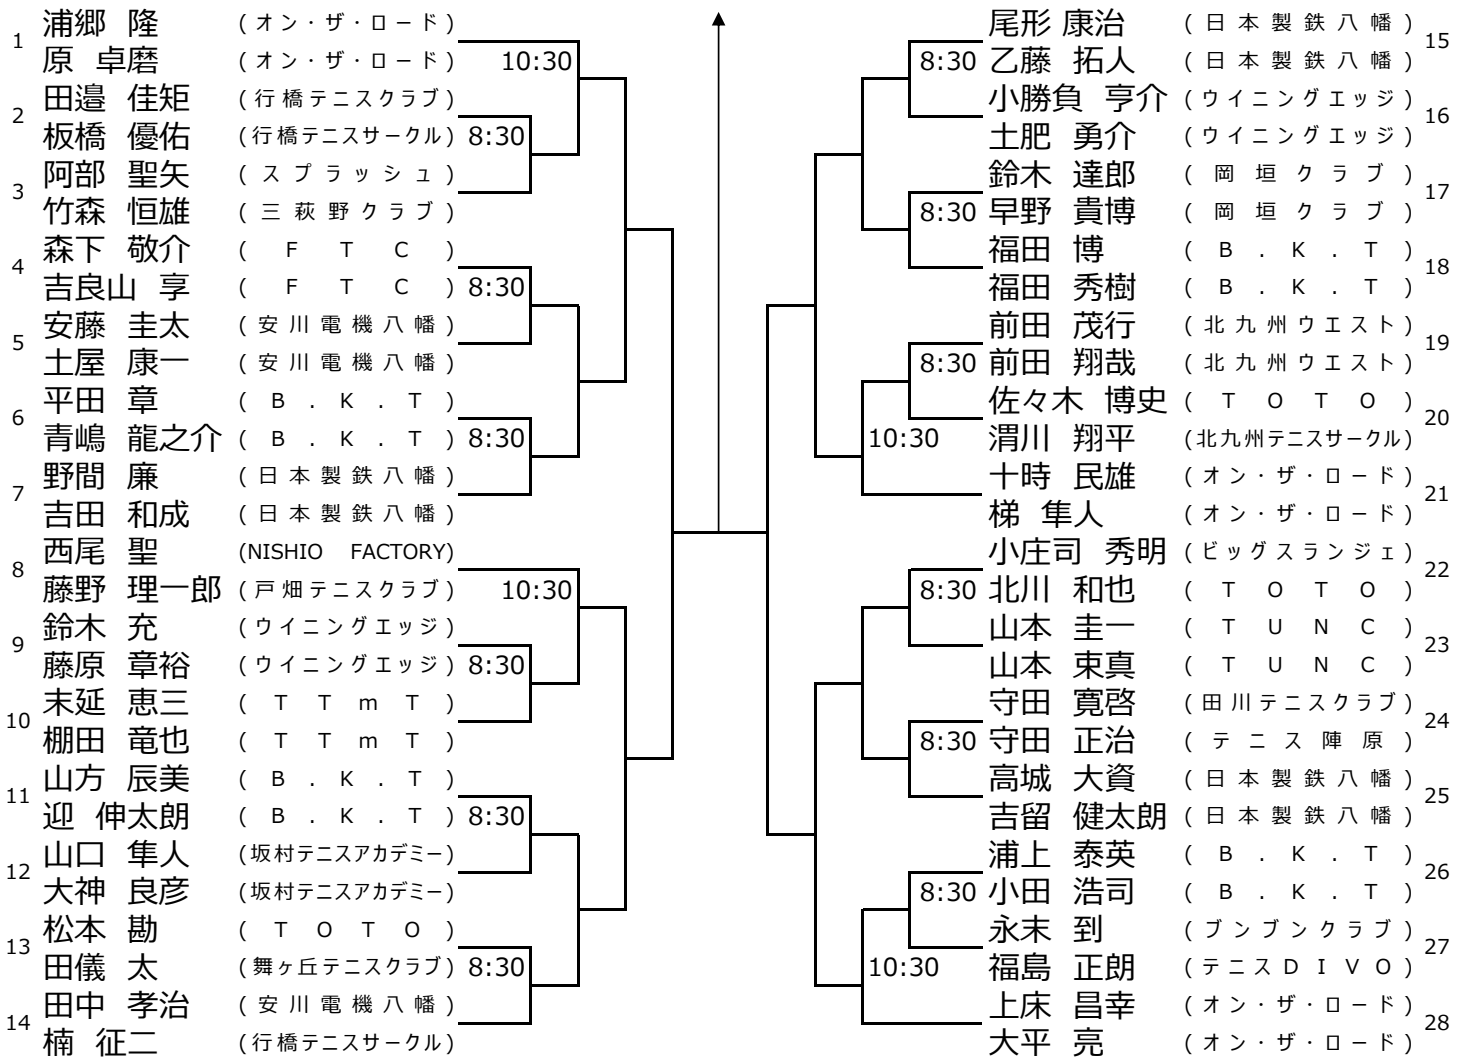 1 浦郷 隆 (オン・ザ・ロード)
原 卓磨 (オン・ザ・ロード) 10:30
2 田邉 佳矩 (行橋テニスクラブ)
板橋 優佑 (行橋テニスサークル) 8:30
3 阿部 聖矢 (スプラッシュ)
竹森 恒雄 (三萩野クラブ)
4 森下 敬介 (FTC)
吉良山 享 (FTC) 8:30
5 安藤 圭太 (安川電機八幡)
土屋 康一 (安川電機八幡)
6 平田 章 (B.K.T)
青嶋 龍之介 (B.K.T) 8:30
7 野間 廉 (日本製鉄八幡)
吉田 和成 (日本製鉄八幡)
8 西尾 聖 (NISHIO FACTORY)
藤野 理一郎 (戸畑テニスクラブ) 10:30
9 鈴木 充 (ウイニングエッジ)
藤原 章裕 (ウイニングエッジ) 8:30
10 末延 恵三 (TTmT)
棚田 竜也 (TTmT)
11 山方 辰美 (B.K.T)
迎 伸太朗 (B.K.T) 8:30
12 山口 隼人 (坂村テニスアカデミー)
大神 良彦 (坂村テニスアカデミー)
13 松本 勘 (TOTO)
田儀 太 (舞ヶ丘テニスクラブ) 8:30
14 田中 孝治 (安川電機八幡)
楠 征二 (行橋テニスサークル)
尾形 康治 (日本製鉄八幡) 15
8:30 乙藤 拓人 (日本製鉄八幡)
小勝負 亨介 (ウイニングエッジ) 16
土肥 勇介 (ウイニングエッジ)
鈴木 達郎 (岡垣クラブ) 17
8:30 早野 貴博 (岡垣クラブ)
福田 博 (B.K.T) 18
福田 秀樹 (B.K.T)
前田 茂行 (北九州ウエスト) 19
8:30 前田 翔哉 (北九州ウエスト)
佐々木 博史 (TOTO) 20
10:30 渭川 翔平 (北九州テニスサークル)
十時 民雄 (オン・ザ・ロード) 21
梯 隼人 (オン・ザ・ロード)
小庄司 秀明 (ビッグスランジェ) 22
8:30 北川 和也 (TOTO)
山本 圭一 (TUNC) 23
山本 束真 (TUNC)
守田 寛啓 (田川テニスクラブ) 24
8:30 守田 正治 (テニス陣原)
高城 大資 (日本製鉄八幡) 25
吉留 健太朗 (日本製鉄八幡)
浦上 泰英 (B.K.T) 26
8:30 小田 浩司 (B.K.T)
永末 到 (ブンブンクラブ) 27
10:30 福島 正朗 (テニスDIVO)
上床 昌幸 (オン・ザ・ロード) 28
大平 亮 (オン・ザ・ロード)